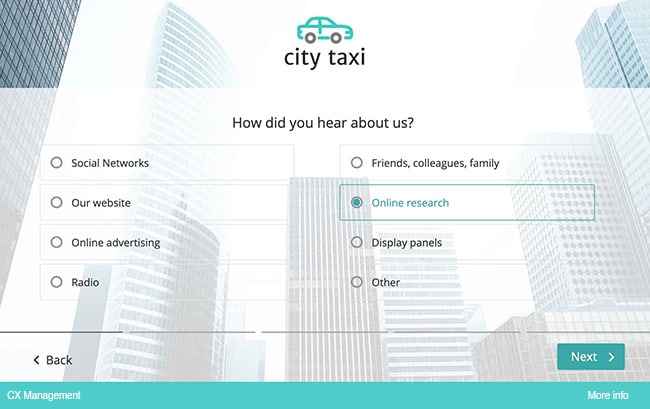 city taxi
How did you hear about us?
Social Networks
Friends, colleagues, family
Our website
Online research
Online advertising
Display panels
Radio
Other
Back
Next
CX Management
More info